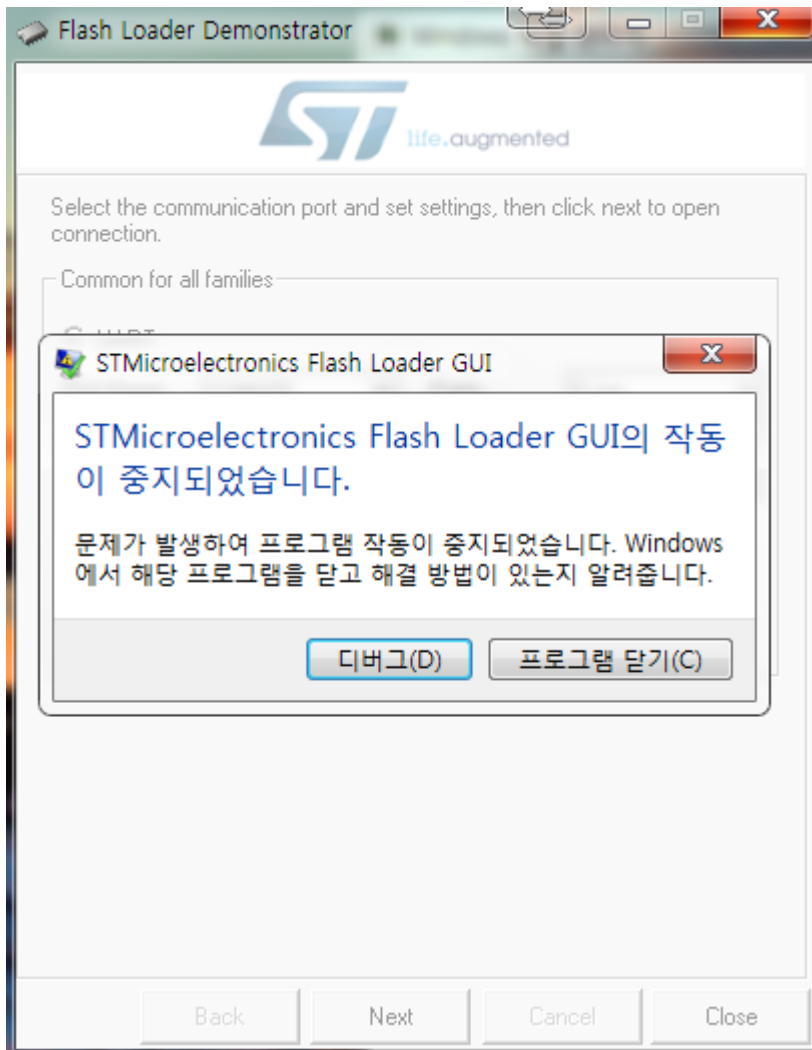 Flash Loader Demonstrator
life.augmented
Select the communication port and set settings, then click next to open
connection.
Common for all families
STMicroelectronics Flash Loader GUI
STMicroelectronics Flash Loader GUI의 작동
이 중지되었습니다.
문제가 발생하여 프로그램 작동이 중지되었습니다. Windows
에서 해당 프로그램을 닫고 해결 방법이 있는지 알려줍니다.
디버그(D)
프로그램 닫기(C)
Back
Next
Cancel
Close